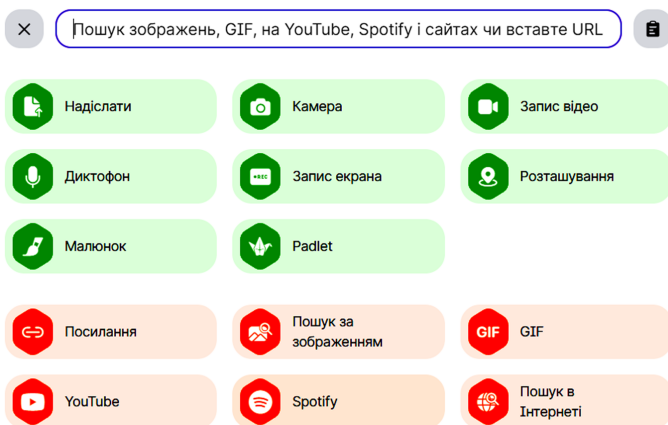 Пошук зображень, GIF, на YouTube, Spotify і сайтах чи вставте URL
Надіслати
Камера
Запис відео
Диктофон
REC
Запис екрана
Розташування
Малюнок
Padlet
Посилання
Пошук за
зображенням
GIF
GIF
YouTube
Spotify
Пошук в
Інтернеті